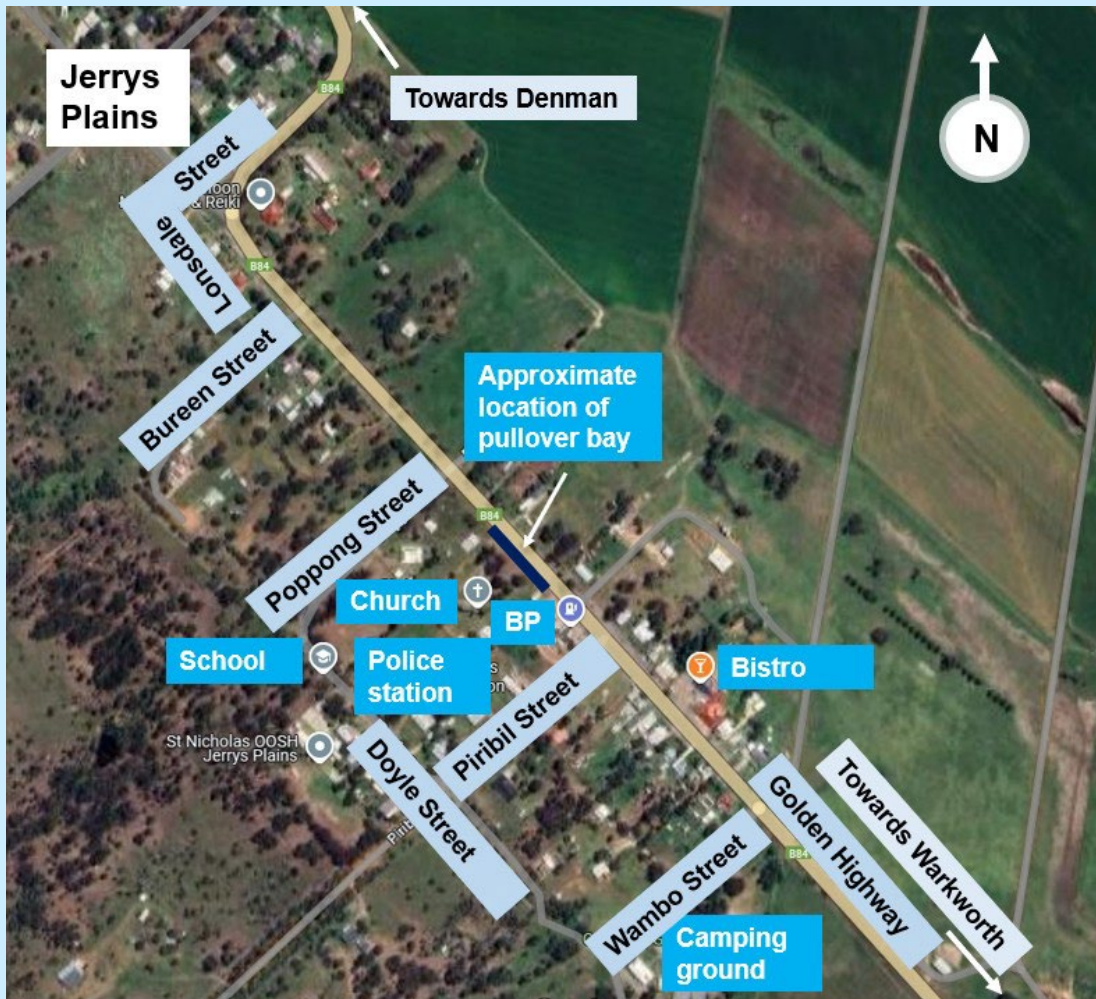 Jerrys
Plains
B84
Towards Denman
N
Street
& Reiki
Lonsdale
B84
Bureen Street
Approximate
location of
pullover bay
Poppong Street
B84
Church
BP
School
Police
station
Bistro
Piribil Street
St Nicholas OOSH
Jerrys Plains
Doyle Street
Golden Highway
Towards Warkworth
B84
Wambo Street
Camping
ground